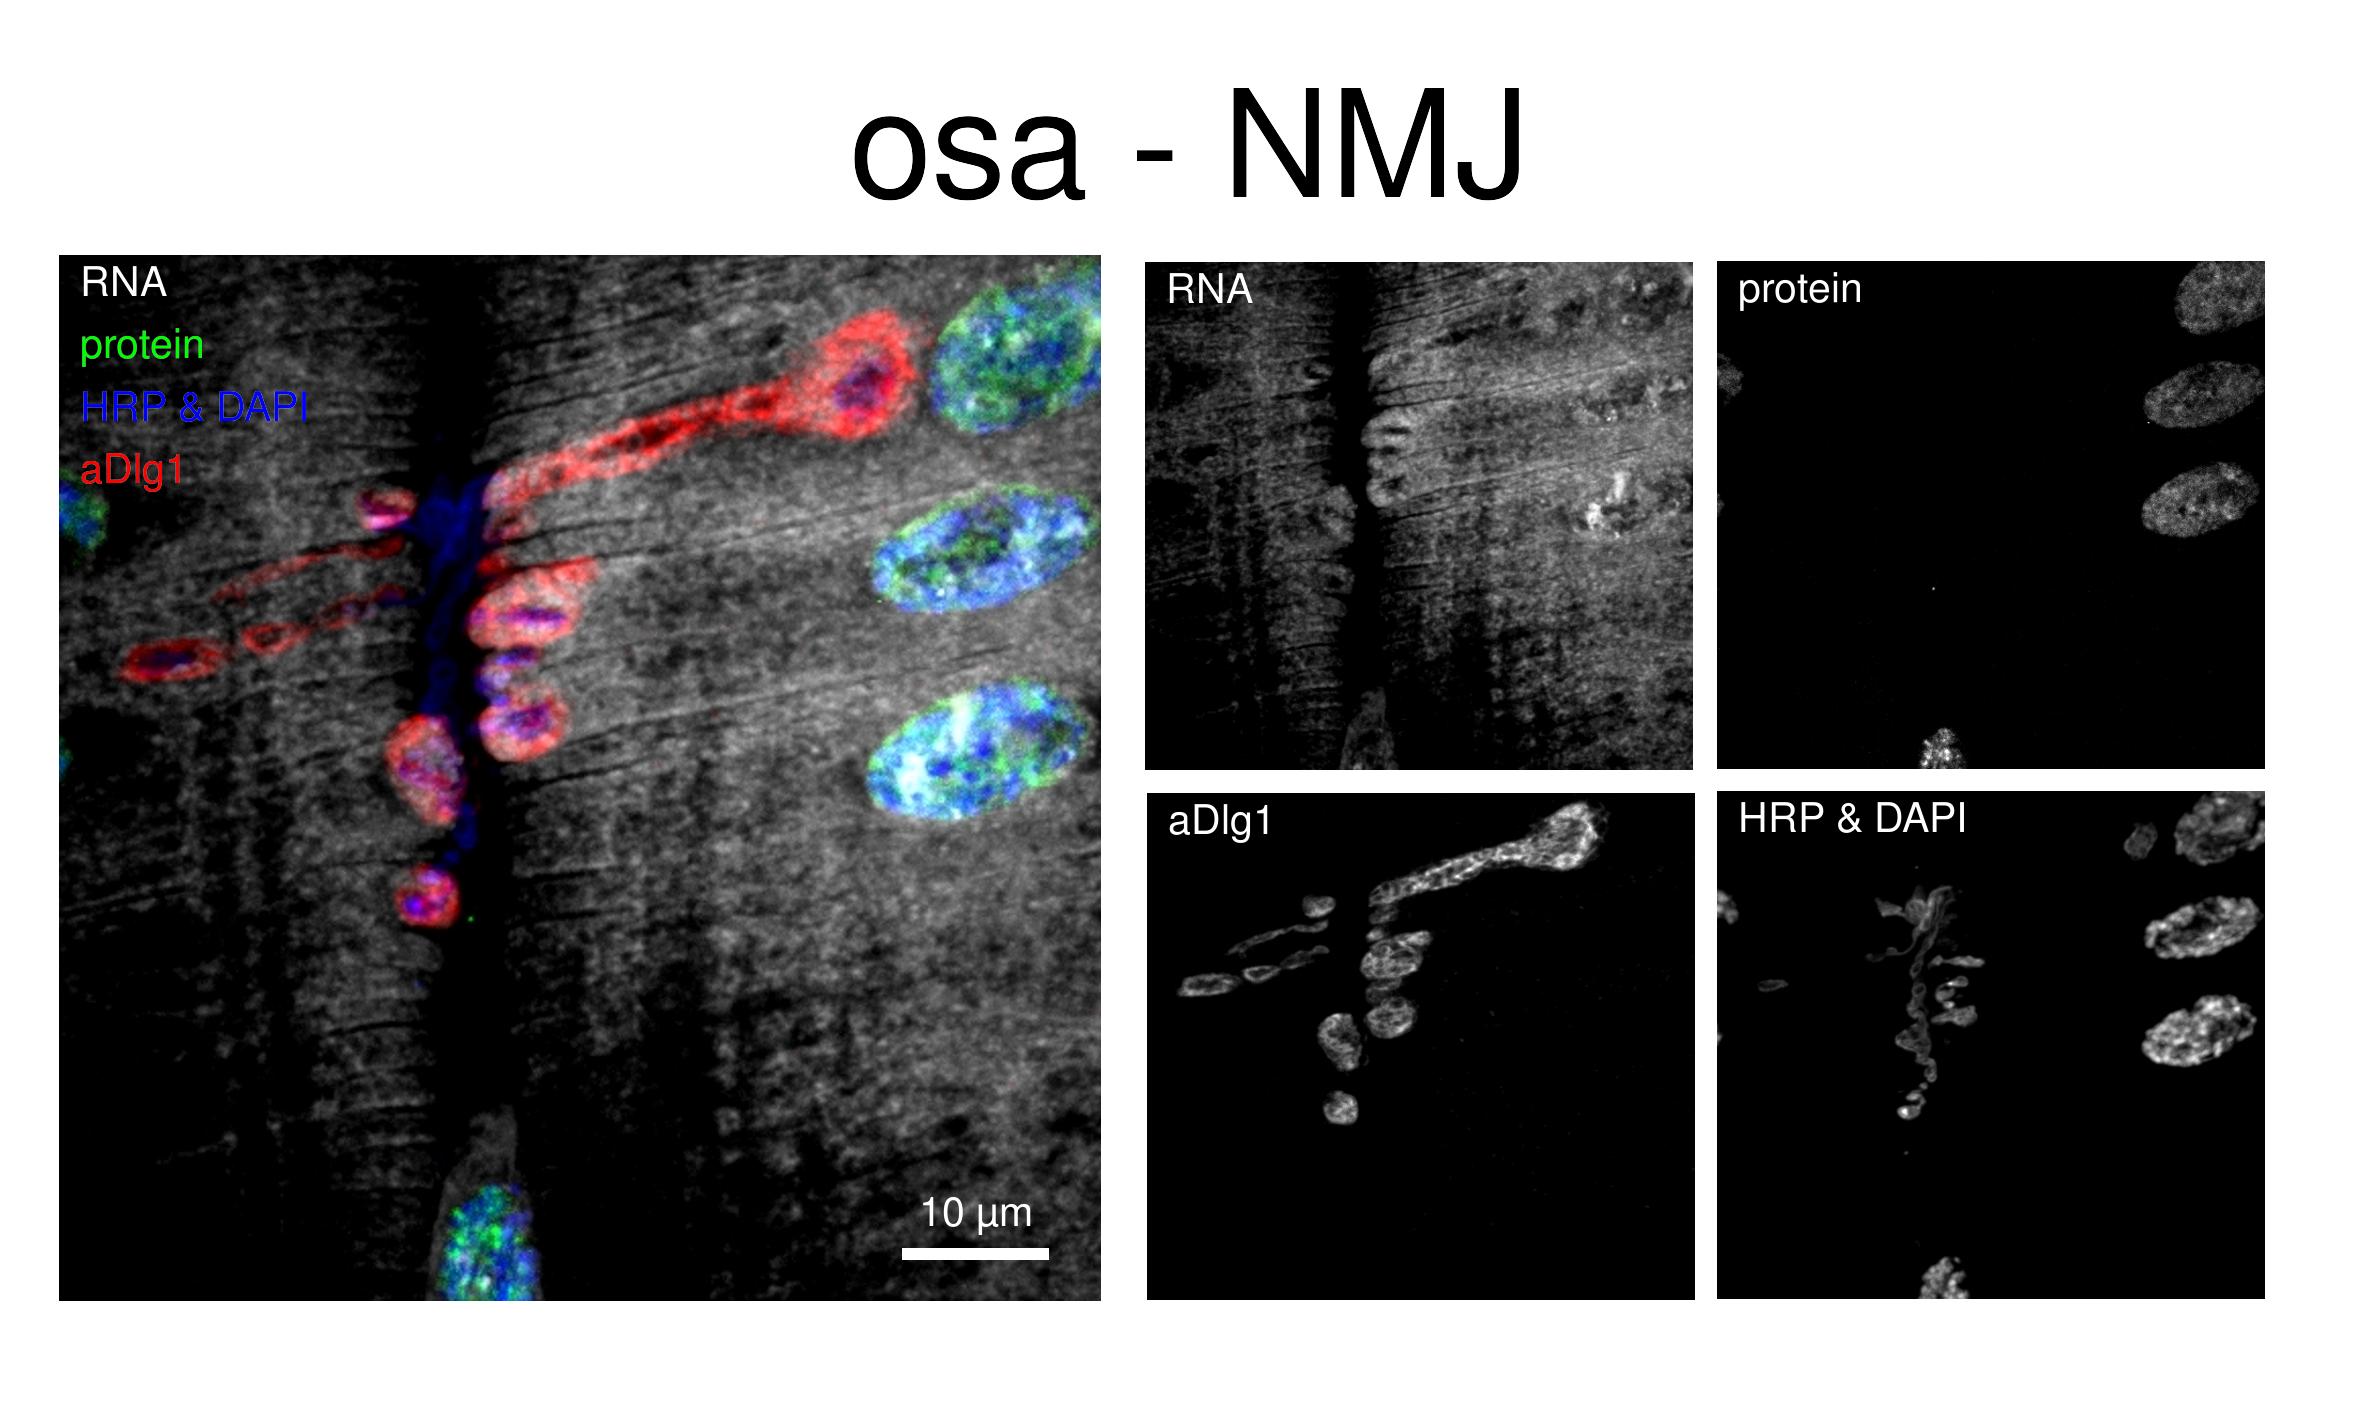 osa - NMJ
RNA
protein
HRP & DAPI
aDlg1
10 µm
RNA
protein
aDlg1
HRP & DAPI